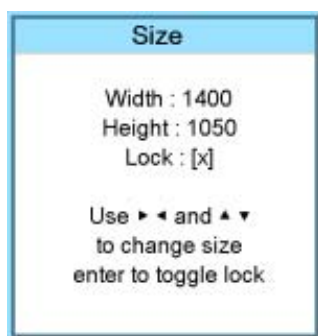 Size
Width : 1400
Height : 1050
Lock : [x]
Use ► ◄ and ▲ ▼
to change size
enter to toggle lock